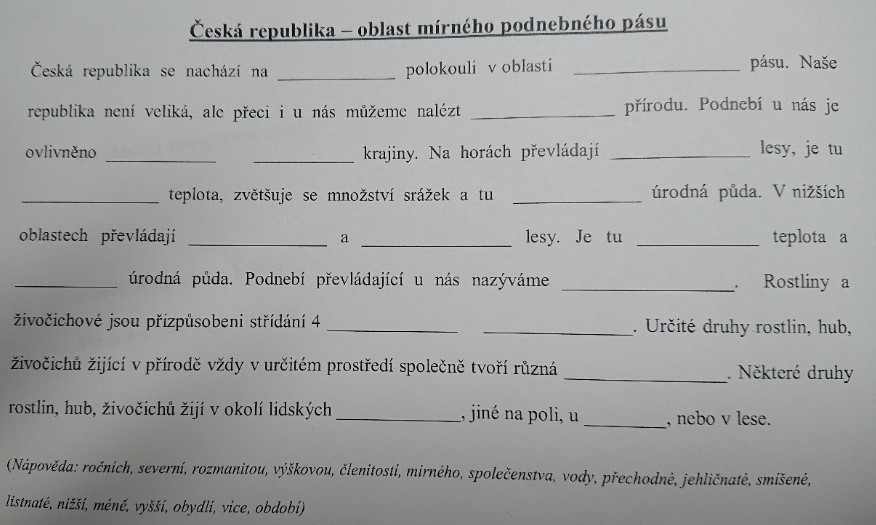 Česká republika – oblast mírného podnebného pásu
Česká republika se nachází na ____________ polokouli v oblasti ________________ pásu. Naše
republika není veliká, ale přeci i u nás můžeme nalézt ______________ přírodu. Podnebí u nás je
ovlivněno ___________ ____________ krajiny. Na horách převládají ______________ lesy, je tu
______________ teplota, zvětšuje se množství srážek a tu _____________ úrodná půda. V nižších
oblastech převládají ______________ a _______________ lesy. Je tu ____________ teplota a
__________ úrodná půda. Podnebí převládající u nás nazýváme _________________. Rostliny a
živočichové jsou přizpůsobeni střídání 4 _____________ _______________. Určité druhy rostlin, hub,
živočichů žijící v přírodě vždy v určitém prostředí společně tvoří různá ________________. Některé druhy
rostlin, hub, živočichů žijí v okolí lidských ____________, jiné na poli, u ________, nebo v lese.
(Nápověda: ročních, severní, rozmanitou, výškovou, členitostí, mírného, společenstva, vody, přechodné, jehličnaté, smíšené,
listnaté, nižší, méně, vyšší, obydlí, více, období)